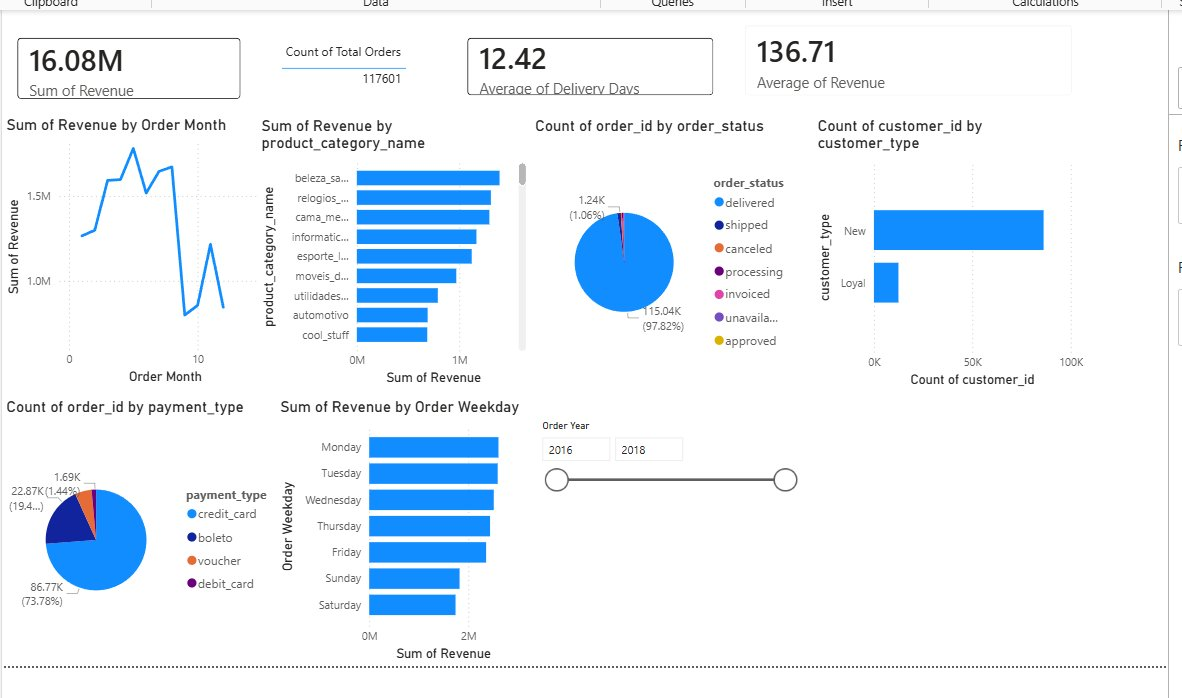 Clipboard
Data
Queries
Insert
Calculations
16.08M
Sum of Revenue
Count of Total Orders
117601
12.42
Average of Delivery Days
136.71
Average of Revenue
Sum of Revenue by Order Month
Sum of Revenue
1.5M
1.0M
0
10
Order Month
Sum of Revenue by
product_category_name
product_category_name
beleza_sa...
relogios_...
cama_me...
informatic...
esporte_l...
moveis_d...
utilidades...
automotivo
cool_stuff
0M
1M
Sum of Revenue
Count of order_id by order_status
1.24K
(1.06%)
115.04K
(97.82%)
order_status
delivered
shipped
canceled
processing
invoiced
unavaila...
approved
Count of customer_id by
customer_type
customer_type
New
Loyal
0K
50K
100K
Count of customer_id
Count of order_id by payment_type
1.69K
(1.44%)
22.87K
(19.4...)
86.77K
(73.78%)
payment_type
credit_card
boleto
voucher
debit_card
Sum of Revenue by Order Weekday
Order Weekday
Monday
Tuesday
Wednesday
Thursday
Friday
Sunday
Saturday
0M
2M
Sum of Revenue
Order Year
2016
2018